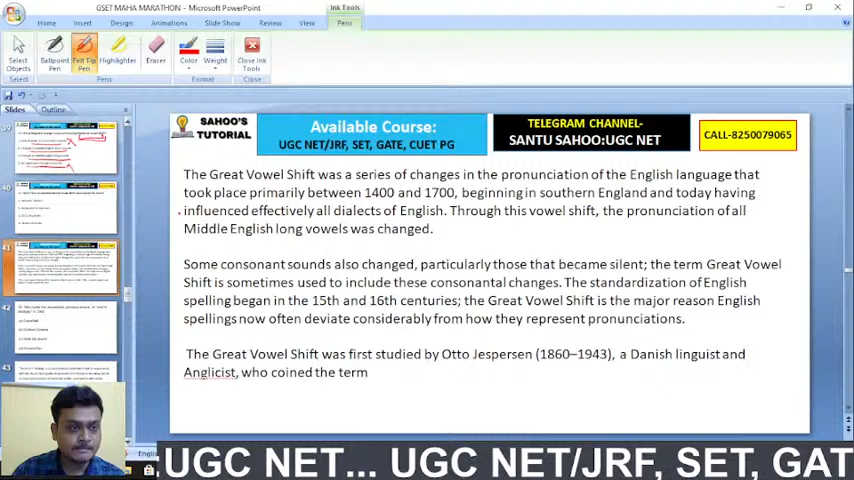 GSET MAHA MARATHON - Microsoft PowerPoint
Ink Tools
Home Insert Design Animations Slide Show Review View Pens
Select Objects
Ballpoint Pen
Felt Tip Pen
Highlighter
Eraser
Color
Weight
Close Ink Tools
Select Pens Format Close
Slides Outline
39
40
41
42
43
SAHOO'S TUTORIAL
Available Course:
UGC NET/JRF, SET, GATE, CUET PG
TELEGRAM CHANNEL-
SANTU SAHOO:UGC NET
CALL-8250079065
The Great Vowel Shift was a series of changes in the pronunciation of the English language that
took place primarily between 1400 and 1700, beginning in southern England and today having
influenced effectively all dialects of English. Through this vowel shift, the pronunciation of all
Middle English long vowels was changed.
Some consonant sounds also changed, particularly those that became silent; the term Great Vowel
Shift is sometimes used to include these consonantal changes. The standardization of English
spelling began in the 15th and 16th centuries; the Great Vowel Shift is the major reason English
spellings now often deviate considerably from how they represent pronunciations.
The Great Vowel Shift was first studied by Otto Jespersen (1860–1943), a Danish linguist and
Anglicist, who coined the term
UGC NET... UGC NET/JRF, SET, GAT